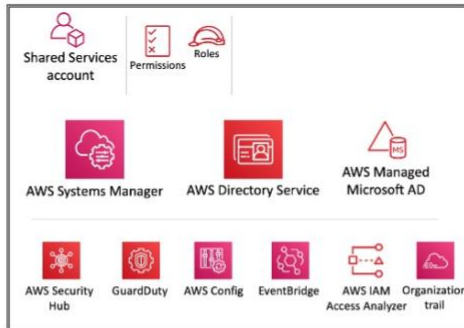 Shared Services
account
Permissions
Roles
AWS Systems Manager
AWS Directory Service
AWS Managed
Microsoft AD
MS
AWS Security
Hub
GuardDuty
AWS Config
EventBridge
AWS IAM
Access Analyzer
Organization
trail